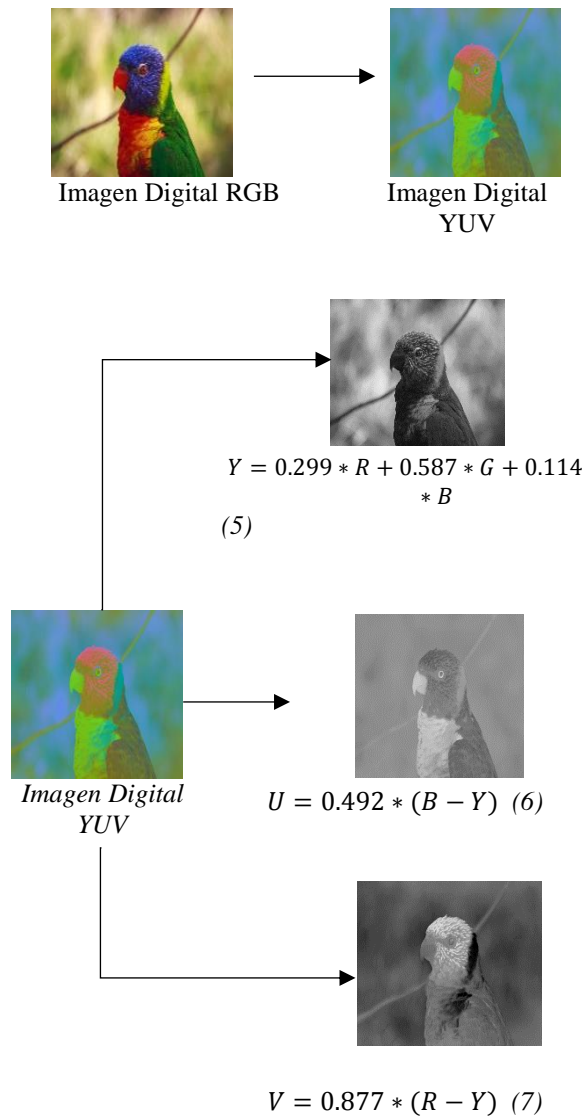 Imagen Digital RGB
Imagen Digital
YUV
𝑌 = 0.299 ∗ 𝑅 + 0.587 ∗ 𝐺 + 0.114
∗ 𝐵
(5)
Imagen Digital
YUV
𝑈 = 0.492 ∗ (𝐵 − 𝑌) (6)
𝑉 = 0.877 ∗ (𝑅 − 𝑌) (7)